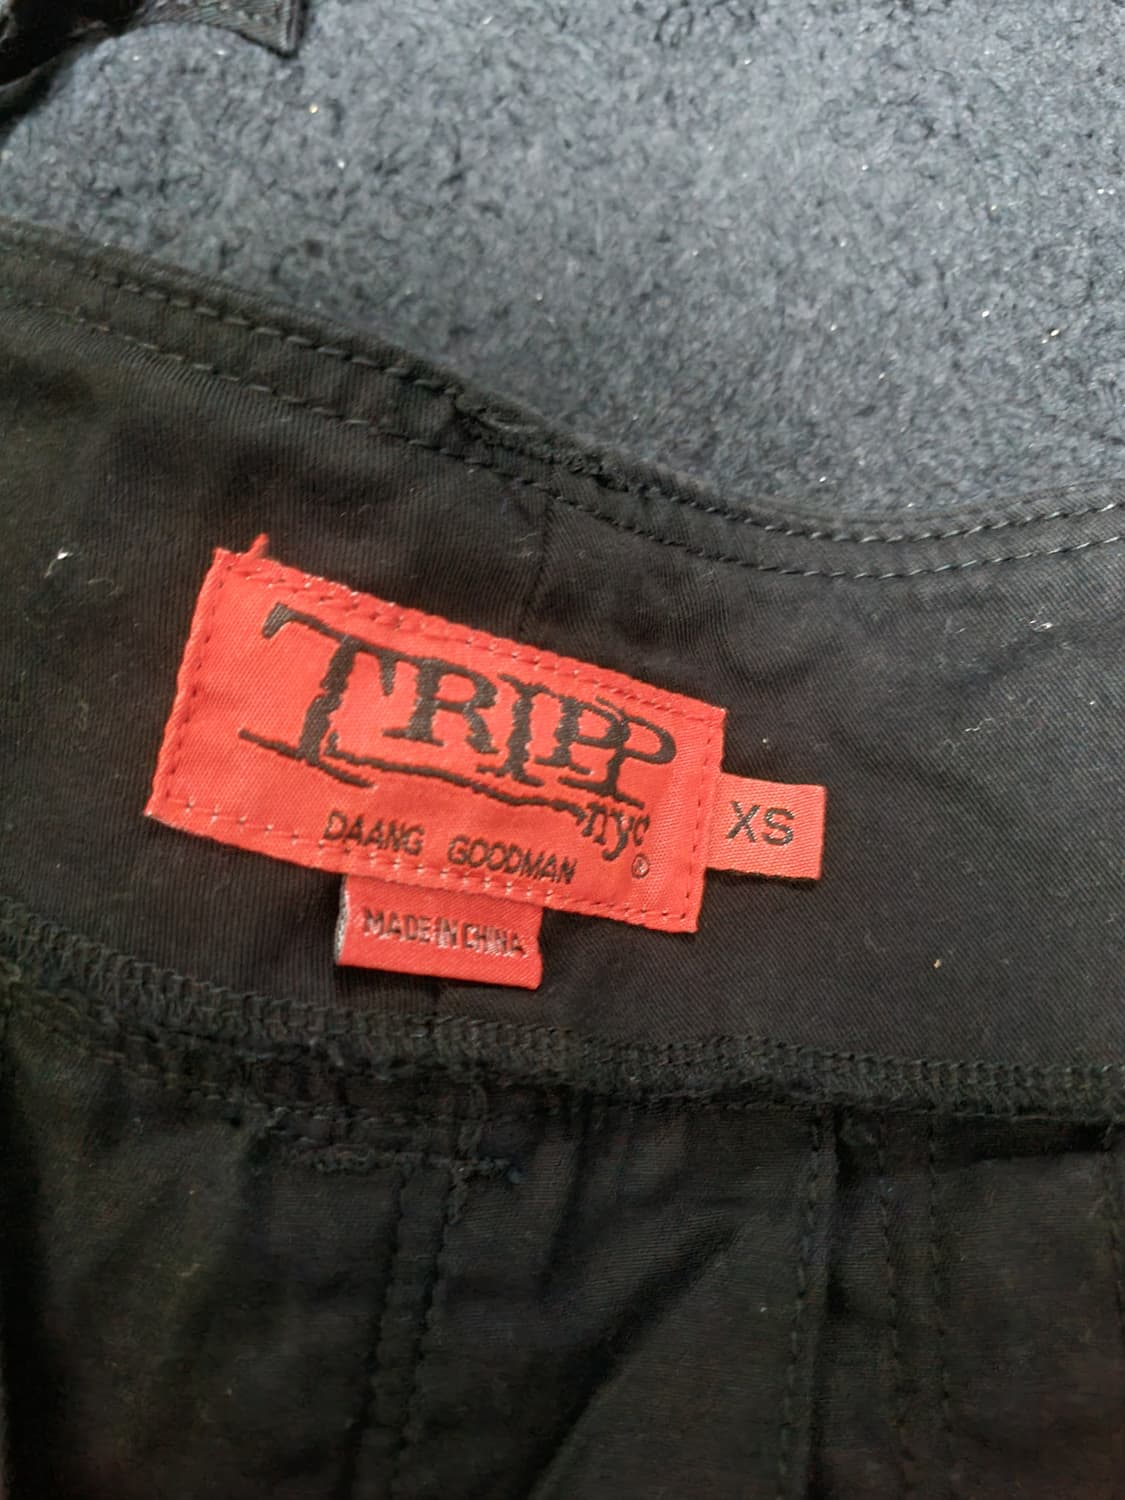 TRIPP
nyc
®
DAANG GOODMAN
XS
MADE IN CHINA